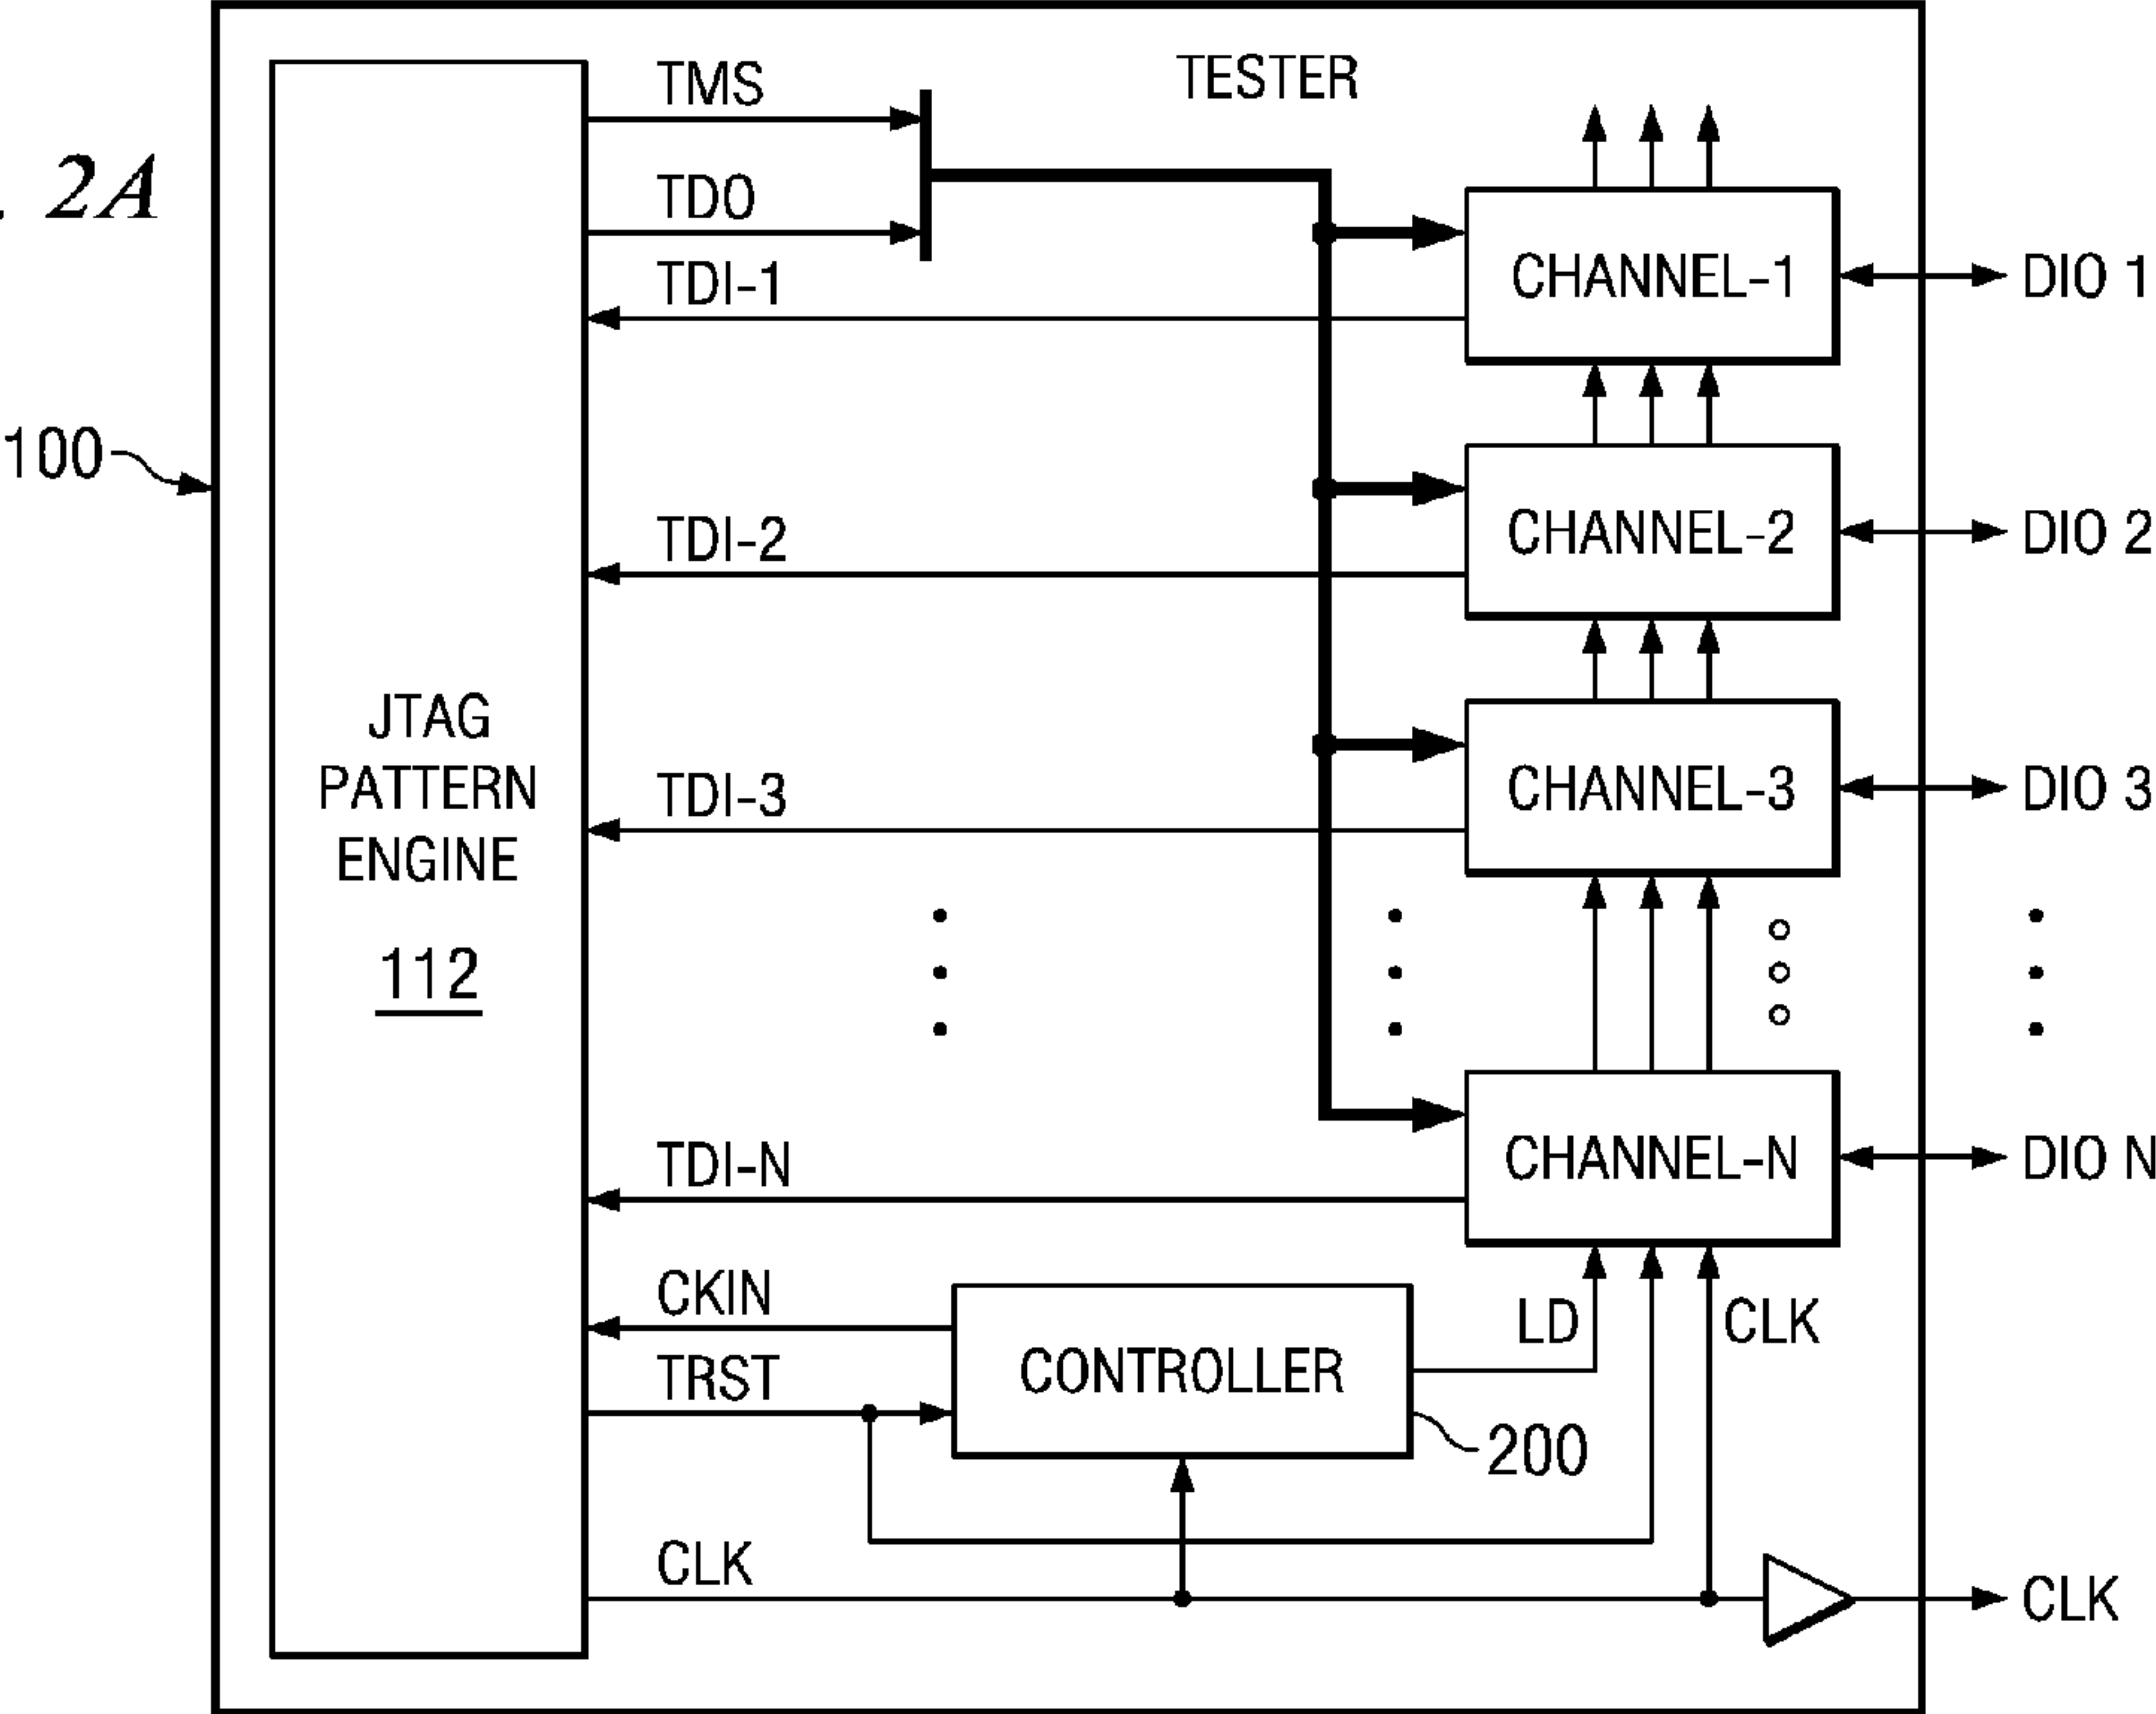 . 2A
TESTER
TMS
TDO
TDI-1
CHANNEL-1
DIO 1
100
TDI-2
CHANNEL-2
DIO 2
JTAG
PATTERN
ENGINE
112
TDI-3
CHANNEL-3
DIO 3
TDI-N
CHANNEL-N
DIO N
CKIN
LD
CLK
TRST
CONTROLLER
200
CLK
CLK